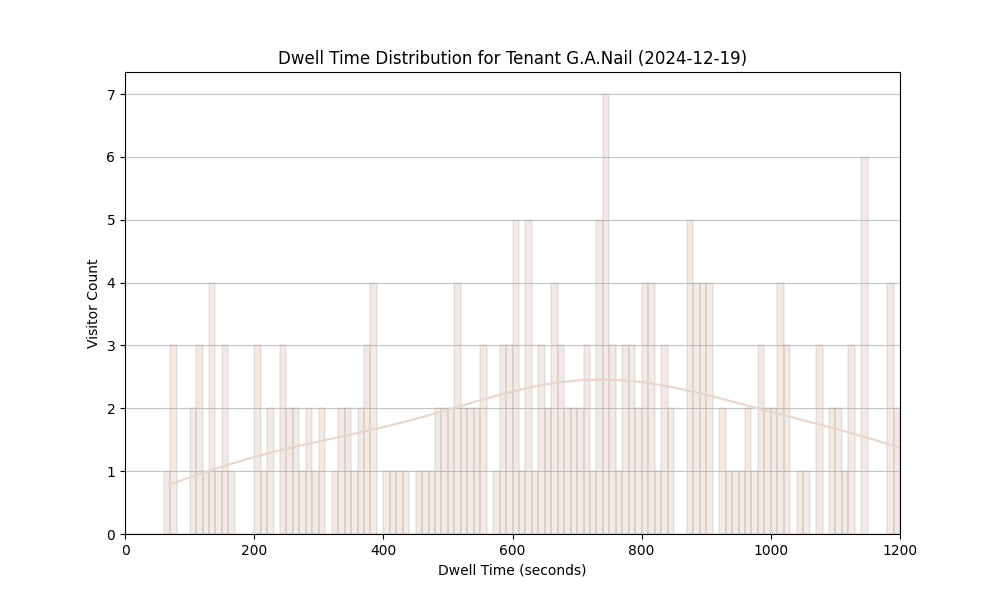 Dwell Time Distribution for Tenant G.A.Nail (2024-12-19)
7
6
5
4
3
2
1
0
Visitor Count
0 200 400 600 800 1000 1200
Dwell Time (seconds)